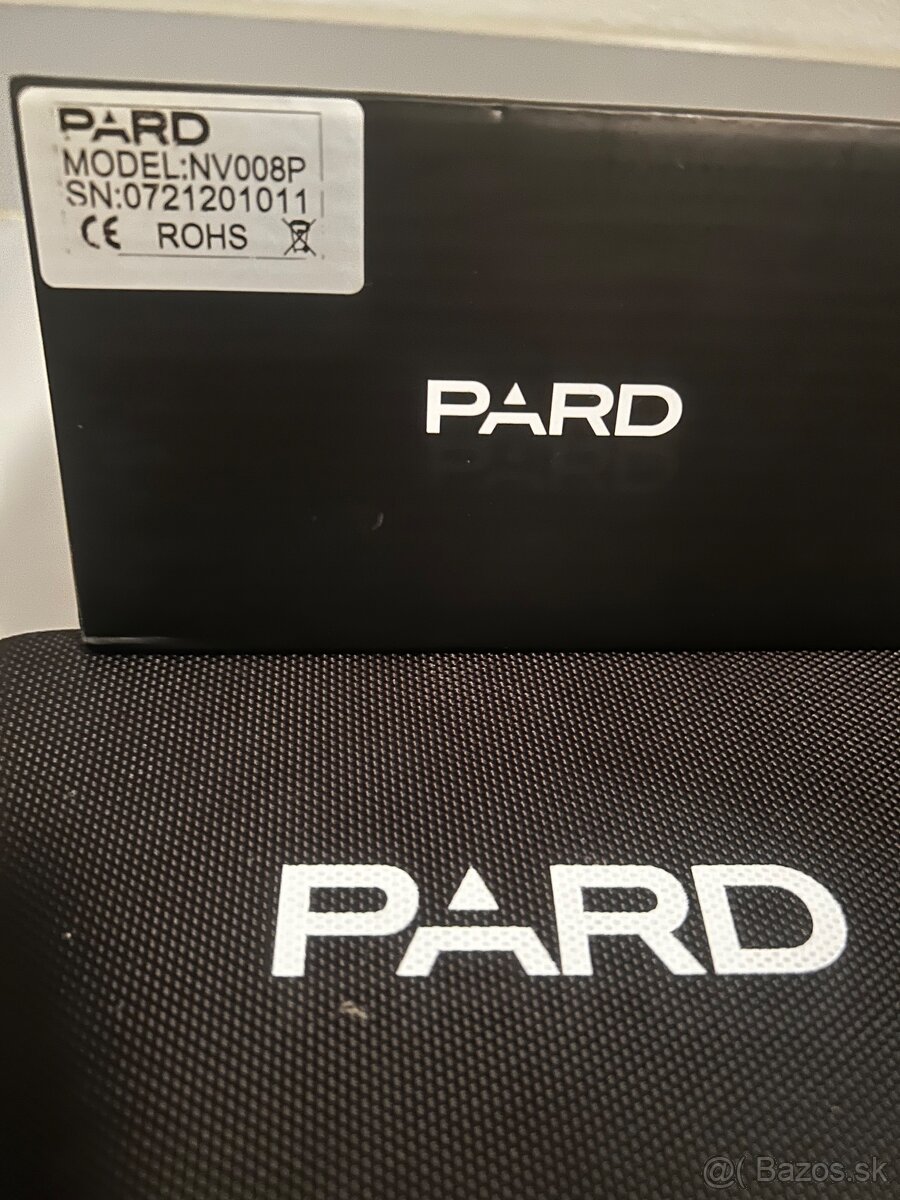 PARD
MODEL:NV008P
SN:0721201011
CE ROHS
PARD
PARD
@( Bazos.sk